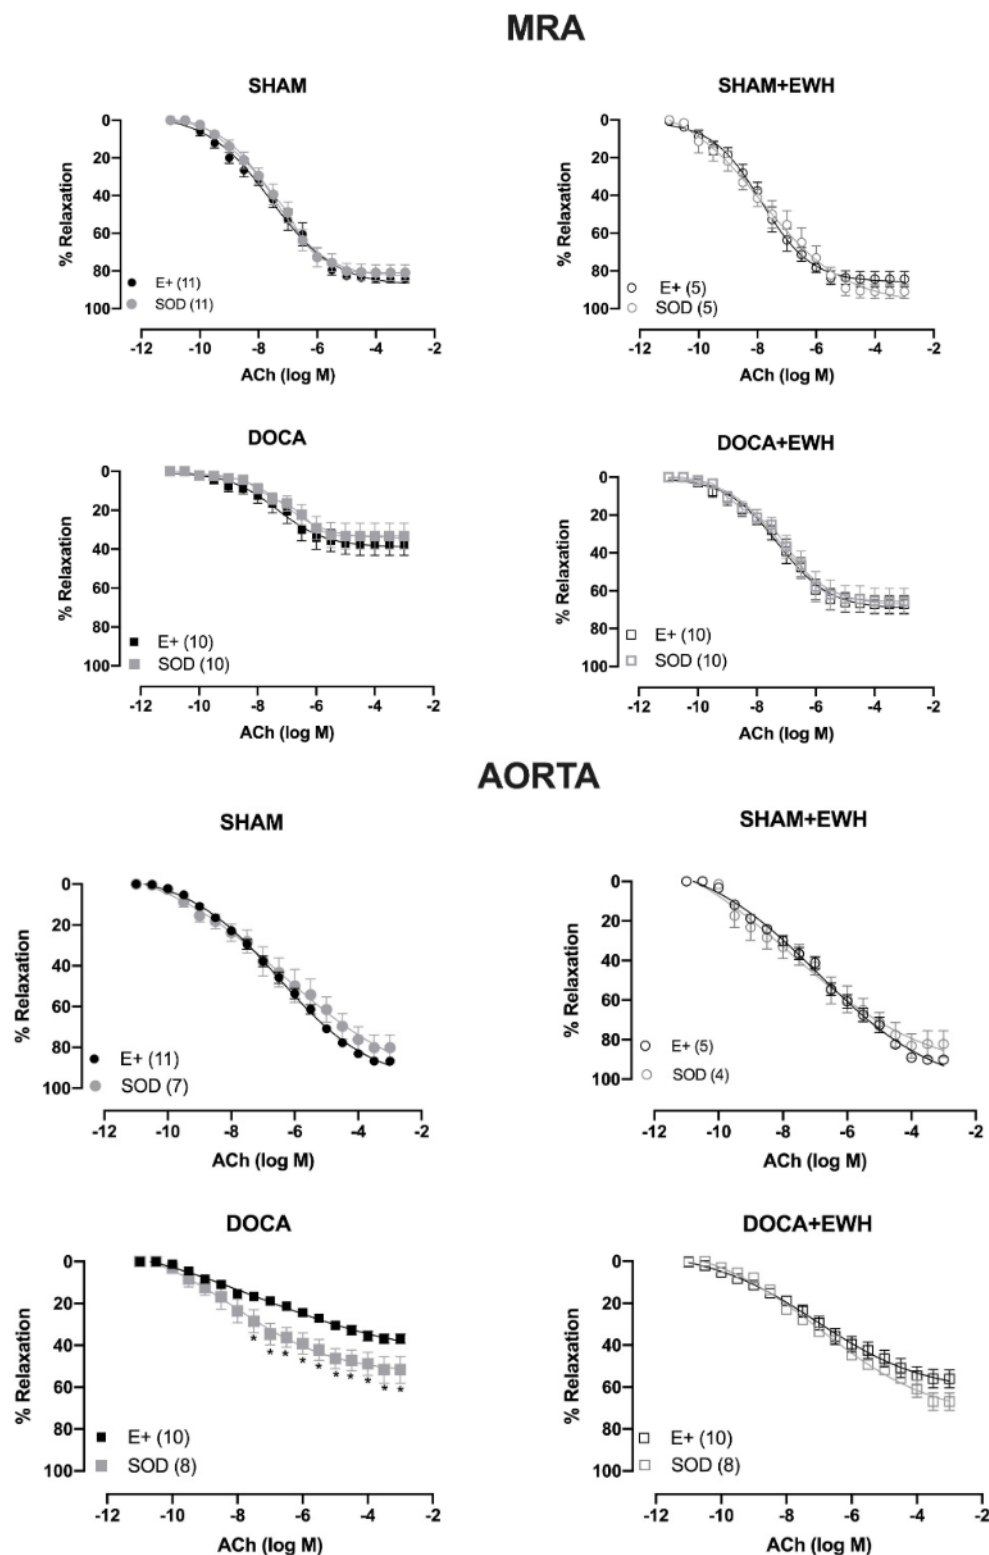 MRA
SHAM
0
20
40
60
80
100
% Relaxation
E+ (11)
SOD (11)
-12 -10 -8 -6 -4 -2
ACh (log M)
SHAM+EWH
0
20
40
60
80
100
% Relaxation
E+ (5)
SOD (5)
-12 -10 -8 -6 -4 -2
ACh (log M)
DOCA
0
20
40
60
80
100
% Relaxation
E+ (10)
SOD (10)
-12 -10 -8 -6 -4 -2
ACh (log M)
DOCA+EWH
0
20
40
60
80
100
% Relaxation
E+ (10)
SOD (10)
-12 -10 -8 -6 -4 -2
ACh (log M)
AORTA
SHAM
0
20
40
60
80
100
% Relaxation
E+ (11)
SOD (7)
-12 -10 -8 -6 -4 -2
ACh (log M)
SHAM+EWH
0
20
40
60
80
100
% Relaxation
E+ (5)
SOD (4)
-12 -10 -8 -6 -4 -2
ACh (log M)
DOCA
0
20
40
60
80
100
% Relaxation
* * * * * * * * * *
E+ (10)
SOD (8)
-12 -10 -8 -6 -4 -2
ACh (log M)
DOCA+EWH
0
20
40
60
80
100
% Relaxation
E+ (10)
SOD (8)
-12 -10 -8 -6 -4 -2
ACh (log M)